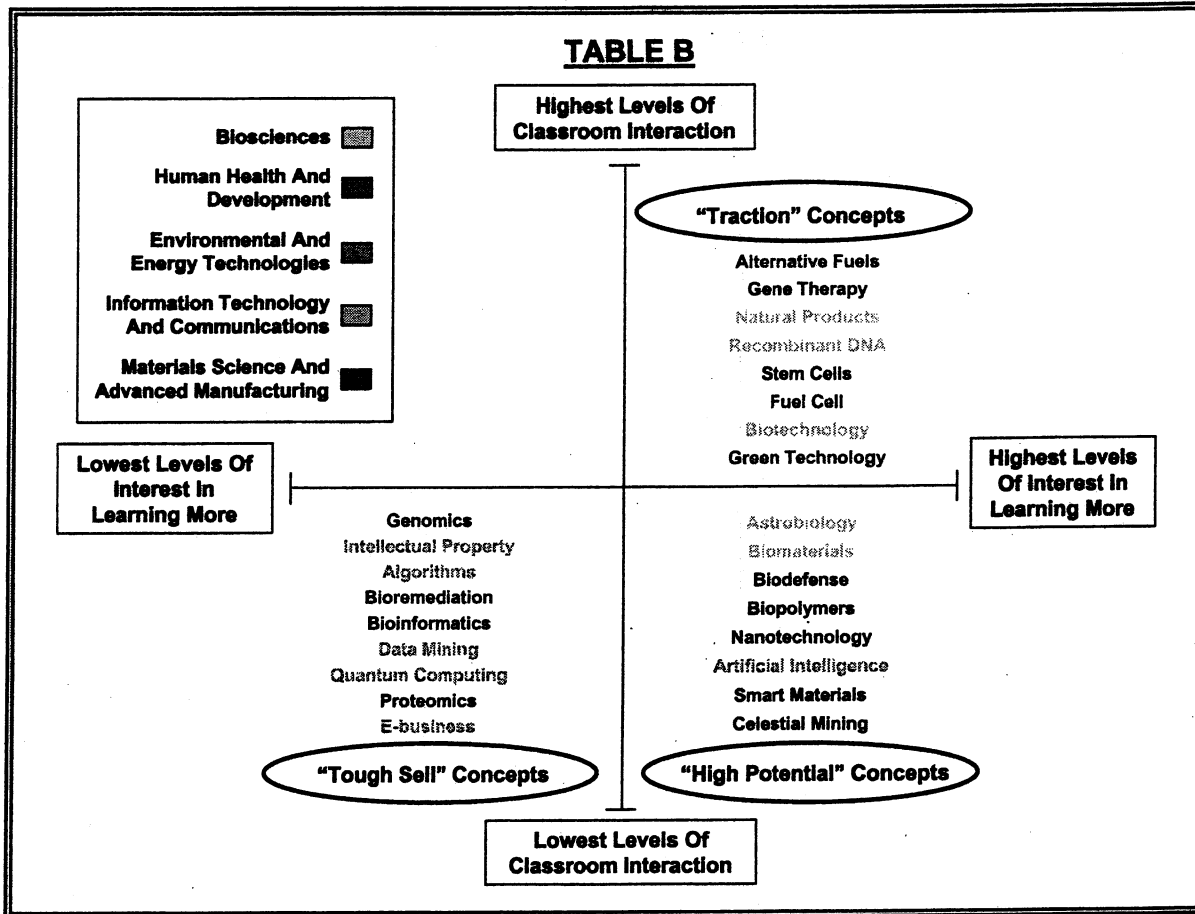 TABLE B
Highest Levels Of
Classroom Interaction
Biosciences
Human Health And
Development
Environmental And
Energy Technologies
Information Technology
And Communications
Materials Science And
Advanced Manufacturing
"Traction" Concepts
Alternative Fuels
Gene Therapy
Natural Products
Recombinant DNA
Stem Cells
Fuel Cell
Biotechnology
Green Technology
Lowest Levels Of
Interest In
Learning More
Highest Levels
Of Interest In
Learning More
Genomics
Intellectual Property
Algorithms
Bioremediation
Bioinformatics
Data Mining
Quantum Computing
Proteomics
E-business
"Tough Sell" Concepts
Astrobiology
Biomaterials
Biodefense
Biopolymers
Nanotechnology
Artificial Intelligence
Smart Materials
Celestial Mining
"High Potential" Concepts
Lowest Levels Of
Classroom Interaction